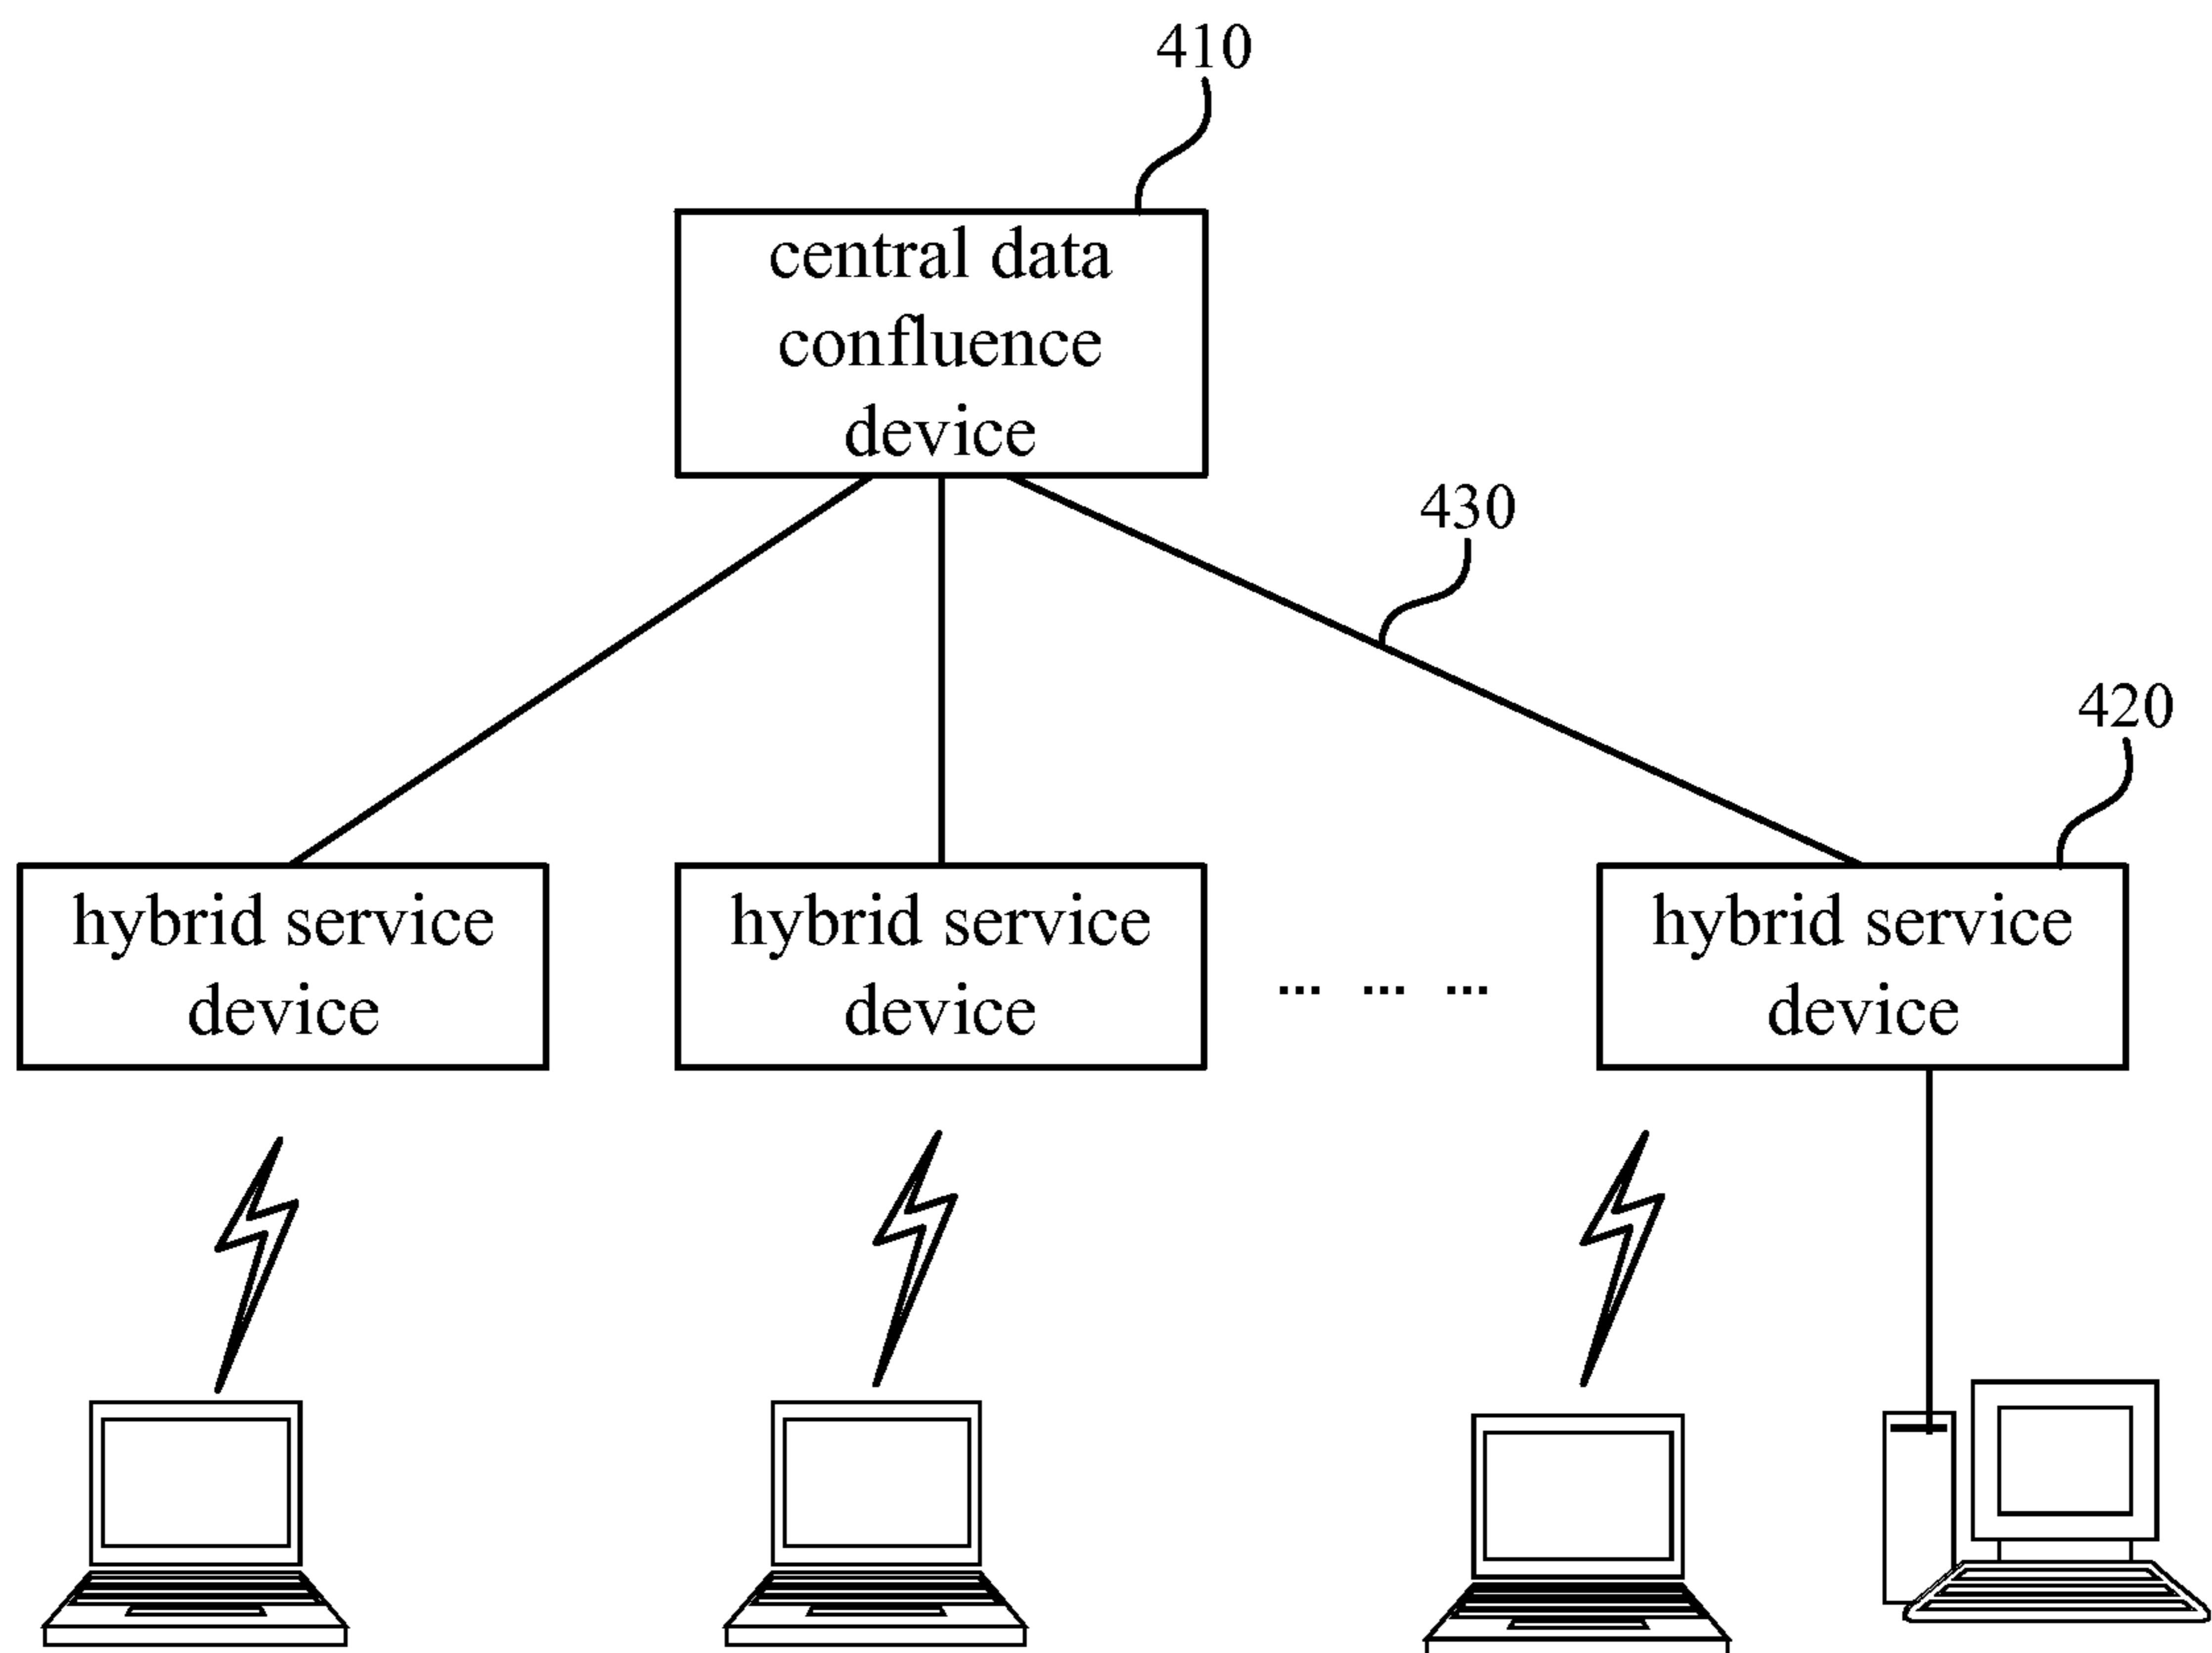 410
central data
confluence
device
430
420
hybrid service
device
hybrid service
device
... ... ...
hybrid service
device